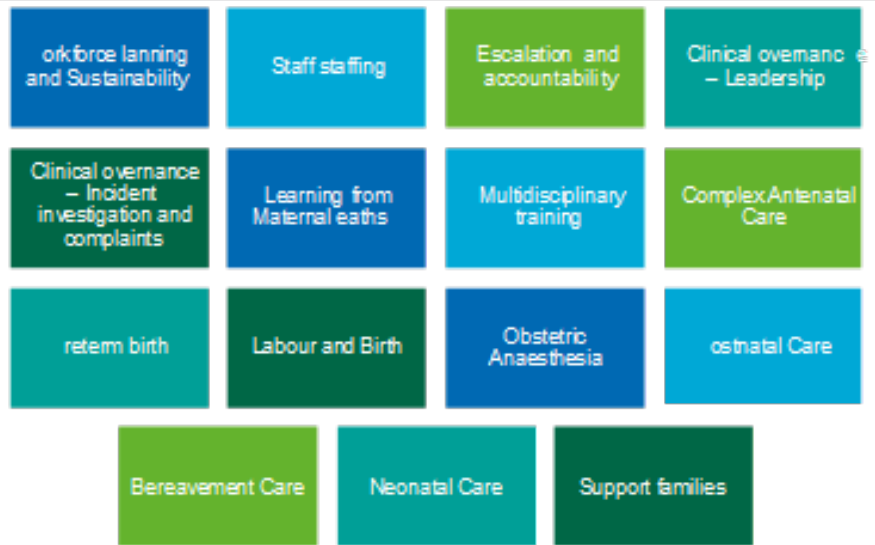 orkforce lanning
and Sustainability
Staff staffing
Escalation and
accountability
Clinical overnanc e
– Leadership
Clinical overnance
– Incident
investigation and
complaints
Learning from
Maternal eaths
Multidisciplinary
training
Complex Antenatal
Care
reterm birth
Labour and Birth
Obstetric
Anaesthesia
ostnatal Care
Bereavement Care
Neonatal Care
Support families